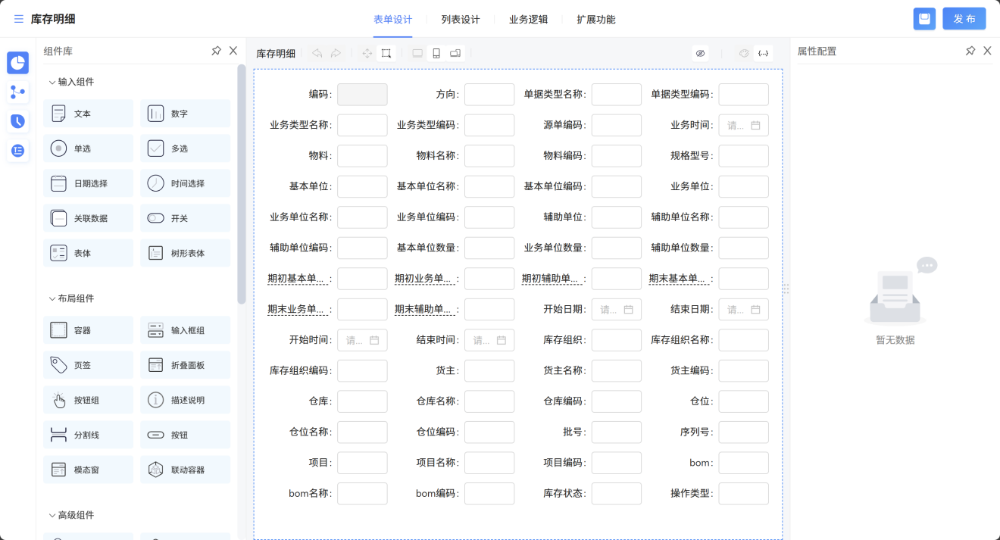 库存明细
表单设计
列表设计
业务逻辑
扩展功能
发布
组件库
输入组件
文本
数字
单选
多选
日期选择
时间选择
关联数据
开关
表体
树形表体
布局组件
容器
输入框组
页签
折叠面板
按钮组
描述说明
分割线
按钮
模态窗
联动容器
高级组件
库存明细
编码:
方向:
单据类型名称:
单据类型编码:
业务类型名称:
业务类型编码:
源单编码:
业务时间: 请...
物料:
物料名称:
物料编码:
规格型号:
基本单位:
基本单位名称:
基本单位编码:
业务单位:
业务单位名称:
业务单位编码:
辅助单位:
辅助单位名称:
辅助单位编码:
基本单位数量:
业务单位数量:
辅助单位数量:
期初基本单... :
期初业务单... :
期初辅助单... :
期末基本单... :
期末业务单... :
期末辅助单... :
开始日期: 请...
结束日期: 请...
开始时间: 请...
结束时间: 请...
库存组织:
库存组织名称:
库存组织编码:
货主:
货主名称:
货主编码:
仓库:
仓库名称:
仓库编码:
仓位:
仓位名称:
仓位编码:
批号:
序列号:
项目:
项目名称:
项目编码:
bom:
bom名称:
bom编码:
库存状态:
操作类型:
属性配置
暂无数据